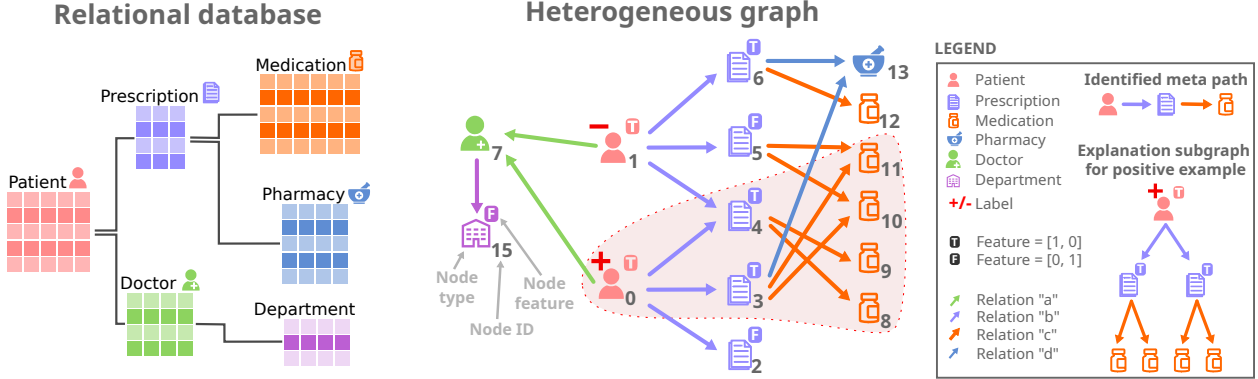 Relational database
Medication
Prescription
Patient
Pharmacy
Doctor
Department
Heterogeneous graph
T
6
13
T
1
F
5
12
7
11
T
4
10
F
15
Node
type
Node ID
Node
feature
T
0
T
3
9
8
F
2
LEGEND
Patient
Prescription
Medication
Pharmacy
Doctor
Department
+/- Label
T Feature = [1, 0]
F Feature = [0, 1]
Relation "a"
Relation "b"
Relation "c"
Relation "d"
Identified meta path
Explanation subgraph
for positive example
+ T
T T